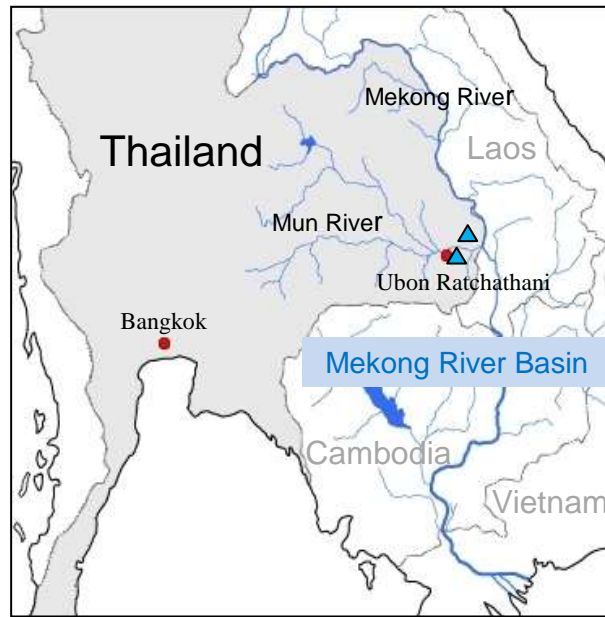 Mekong River
Laos
Thailand
Mun River
Ubon Ratchathani
Bangkok
Mekong River Basin
Cambodia
Vietnam